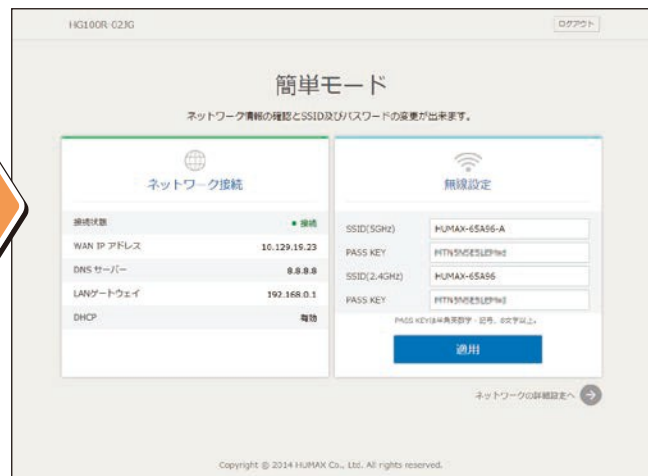 HG100R-02JG
ログアウト
簡単モード
ネットワーク情報の確認とSSID及びパスワードの変更が出来ます。
ネットワーク接続
接続状態 接続
WAN IP アドレス 10.129.19.23
DNS サーバー 8.8.8.8
LANゲートウェイ 192.168.0.1
DHCP 有効
無線設定
SSID(5GHz) HUMAX-65A96-A
PASS KEY
SSID(2.4GHz) HUMAX-65A96
PASS KEY
PASS KEYは半角英数字・記号、8文字以上。
適用
ネットワークの詳細設定へ
Copyright © 2014 HUMAX Co., Ltd. All rights reserved.